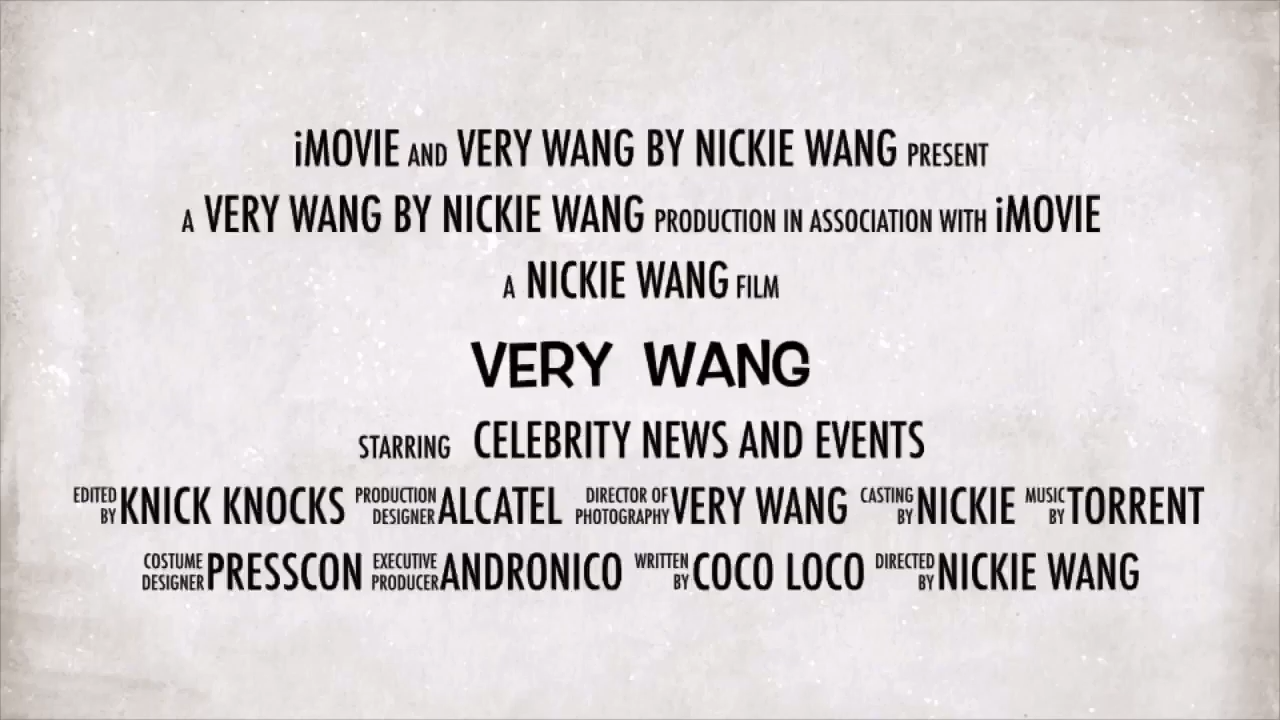 iMOVIE AND VERY WANG BY NICKIE WANG PRESENT
A VERY WANG BY NICKIE WANG PRODUCTION IN ASSOCIATION WITH iMOVIE
A NICKIE WANG FILM
VERY WANG
STARRING CELEBRITY NEWS AND EVENTS
EDITED BY KNICK KNOCKS PRODUCTION DESIGNER ALCATEL DIRECTOR OF PHOTOGRAPHY VERY WANG CASTING BY NICKIE MUSIC BY TORRENT
COSTUME DESIGNER PRESSCON EXECUTIVE PRODUCER ANDRONICO WRITTEN BY COCO LOCO DIRECTED BY NICKIE WANG